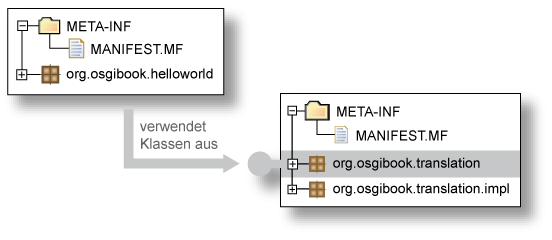 META-INF
MANIFEST.MF
org.osgibook.helloworld
verwendet
Klassen aus
META-INF
MANIFEST.MF
org.osgibook.translation
org.osgibook.translation.impl